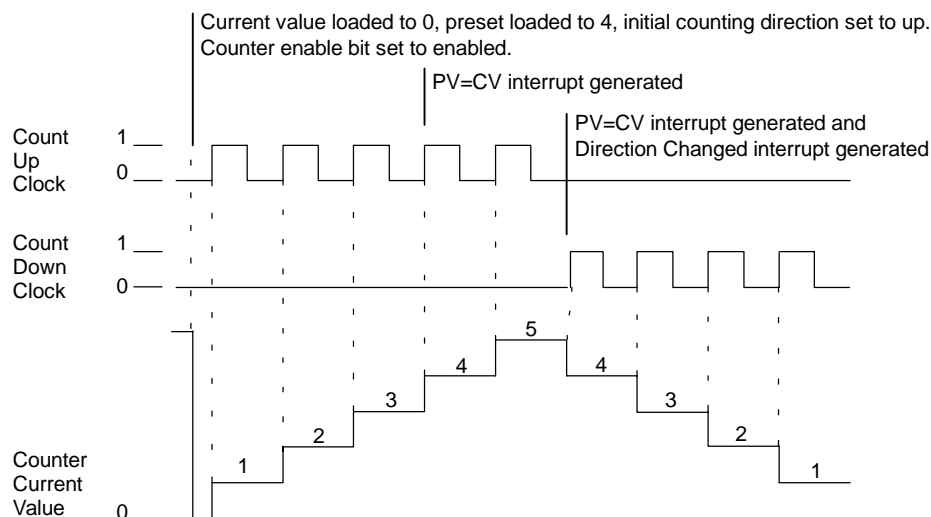 Current value loaded to 0, preset loaded to 4, initial counting direction set to up.
Counter enable bit set to enabled.
PV=CV interrupt generated
PV=CV interrupt generated and
Direction Changed interrupt generated
Count
Up
Clock
1
0
Count
Down
Clock
1
0
5
4
4
3
3
2
2
1
1
Counter
Current
Value
0